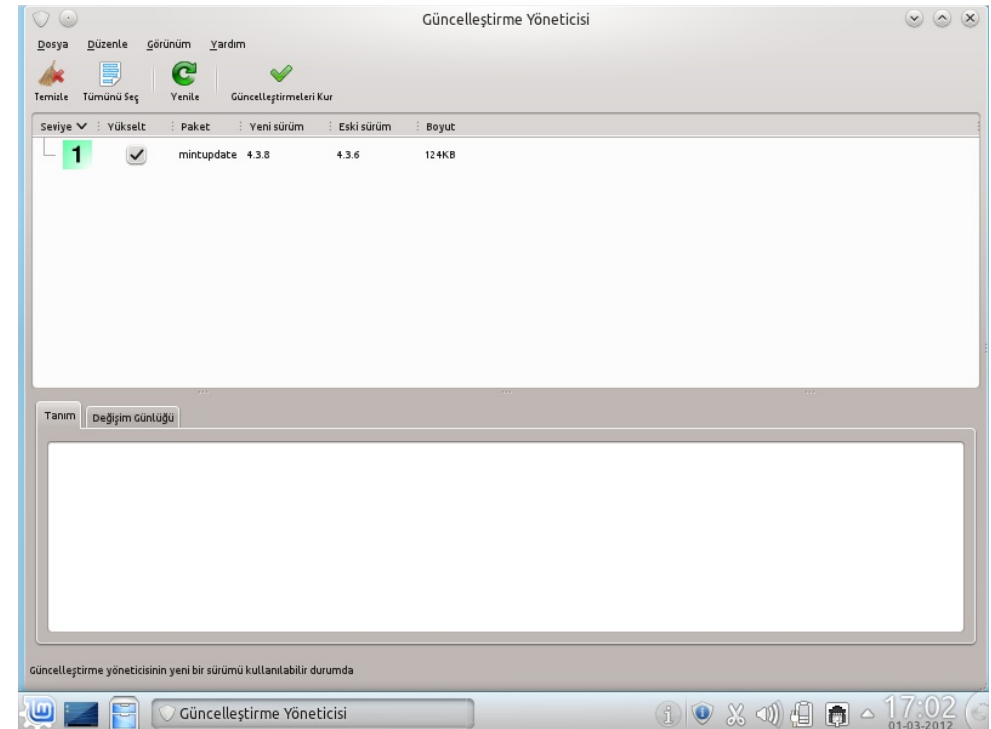 Güncelleştirme Yöneticisi
Dosya Düzenle Görünüm Yardım
Temizle Tümünü Seç Yenile Güncelleştirmeleri Kur
Seviye Yükselt Paket Yeni sürüm Eski sürüm Boyut
1 mintupdate 4.3.8 4.3.6 124KB
Tanım Değişim Günlüğü
Güncelleştirme yöneticisinin yeni bir sürümü kullanılabilir durumda
Güncelleştirme Yöneticisi 17:02
01-03-2012